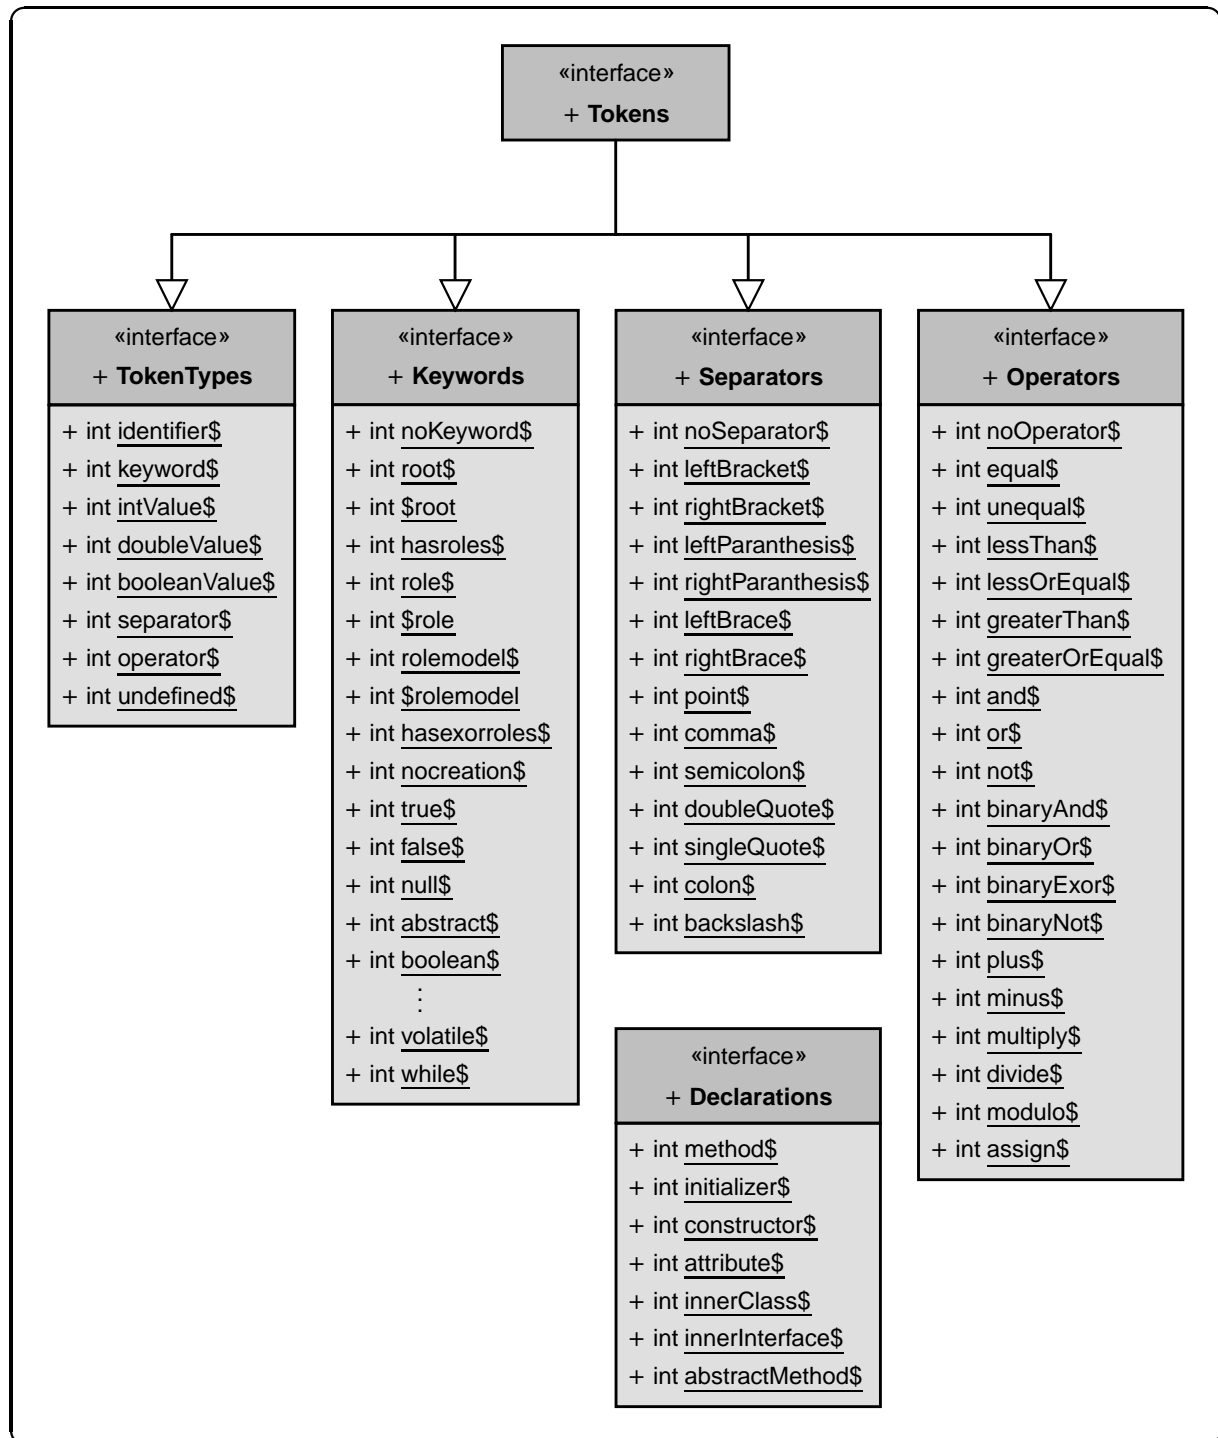 «interface»
+ Tokens
«interface»
+ TokenTypes
+ int identifier$
+ int keyword$
+ int intValue$
+ int doubleValue$
+ int booleanValue$
+ int separator$
+ int operator$
+ int undefined$
«interface»
+ Keywords
+ int noKeyword$
+ int root$
+ int $root
+ int hasroles$
+ int role$
+ int $role
+ int rolemodel$
+ int $rolemodel
+ int hasexorroles$
+ int nocreation$
+ int true$
+ int false$
+ int null$
+ int abstract$
+ int boolean$
⋮
+ int volatile$
+ int while$
«interface»
+ Separators
+ int noSeparator$
+ int leftBracket$
+ int rightBracket$
+ int leftParanthesis$
+ int rightParanthesis$
+ int leftBrace$
+ int rightBrace$
+ int point$
+ int comma$
+ int semicolon$
+ int doubleQuote$
+ int singleQuote$
+ int colon$
+ int backslash$
«interface»
+ Operators
+ int noOperator$
+ int equal$
+ int unequal$
+ int lessThan$
+ int lessOrEqual$
+ int greaterThan$
+ int greaterOrEqual$
+ int and$
+ int or$
+ int not$
+ int binaryAnd$
+ int binaryOr$
+ int binaryExor$
+ int binaryNot$
+ int plus$
+ int minus$
+ int multiply$
+ int divide$
+ int modulo$
+ int assign$
«interface»
+ Declarations
+ int method$
+ int initializer$
+ int constructor$
+ int attribute$
+ int innerClass$
+ int innerInterface$
+ int abstractMethod$